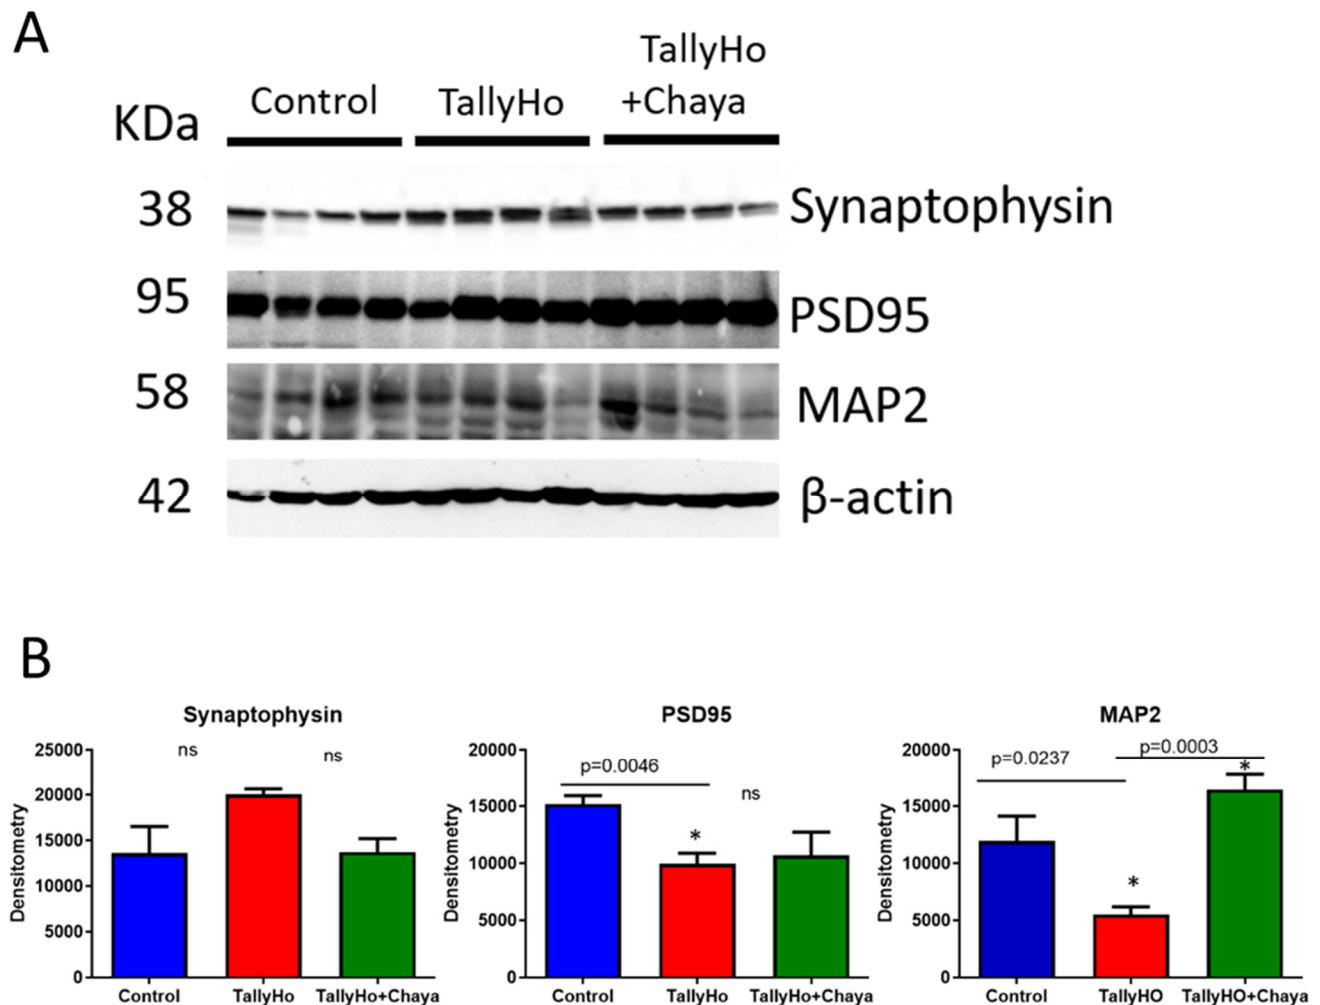 A
TallyHo
Control TallyHo +Chaya
KDa
38 Synaptophysin
95 PSD95
58 MAP2
42 β-actin
B
Synaptophysin
ns ns
25000
20000
15000
10000
5000
0
Densitometry
Control TallyHo TallyHo+Chaya
PSD95
p=0.0046
ns
*
20000
15000
10000
5000
0
Densitometry
Control TallyHo TallyHo+Chaya
MAP2
p=0.0237 p=0.0003
*
*
20000
15000
10000
5000
0
Densitometry
Control TallyHO TallyHO+Chaya